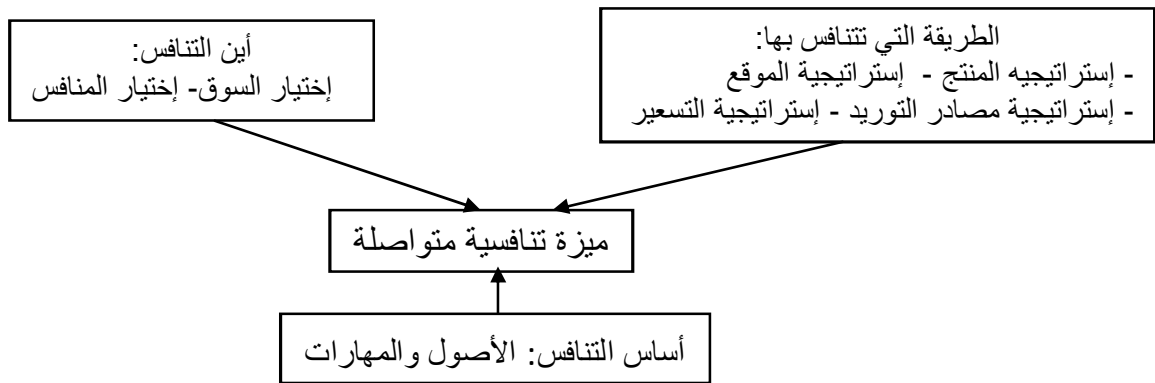 الطريقة التي تتنافس بها:
- إستراتيجيه المنتج - إستراتيجية الموقع
- إستراتيجية مصادر التوريد - إستراتيجية التسعير
أين التنافس:
إختيار السوق- إختيار المنافس
ميزة تنافسية متواصلة
أساس التنافس: الأصول والمهارات